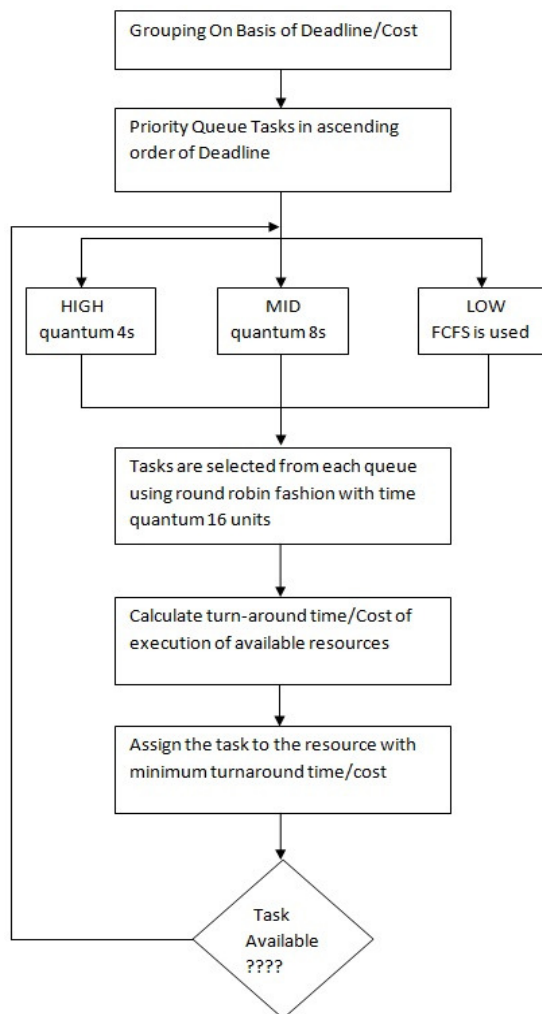 Grouping On Basis of Deadline/Cost
Priority Queue Tasks in ascending
order of Deadline
HIGH
quantum 4s
MID
quantum 8s
LOW
FCFS is used
Tasks are selected from each queue
using round robin fashion with time
quantum 16 units
Calculate turn-around time/Cost of
execution of available resources
Assign the task to the resource with
minimum turnaround time/cost
Task
Available
????